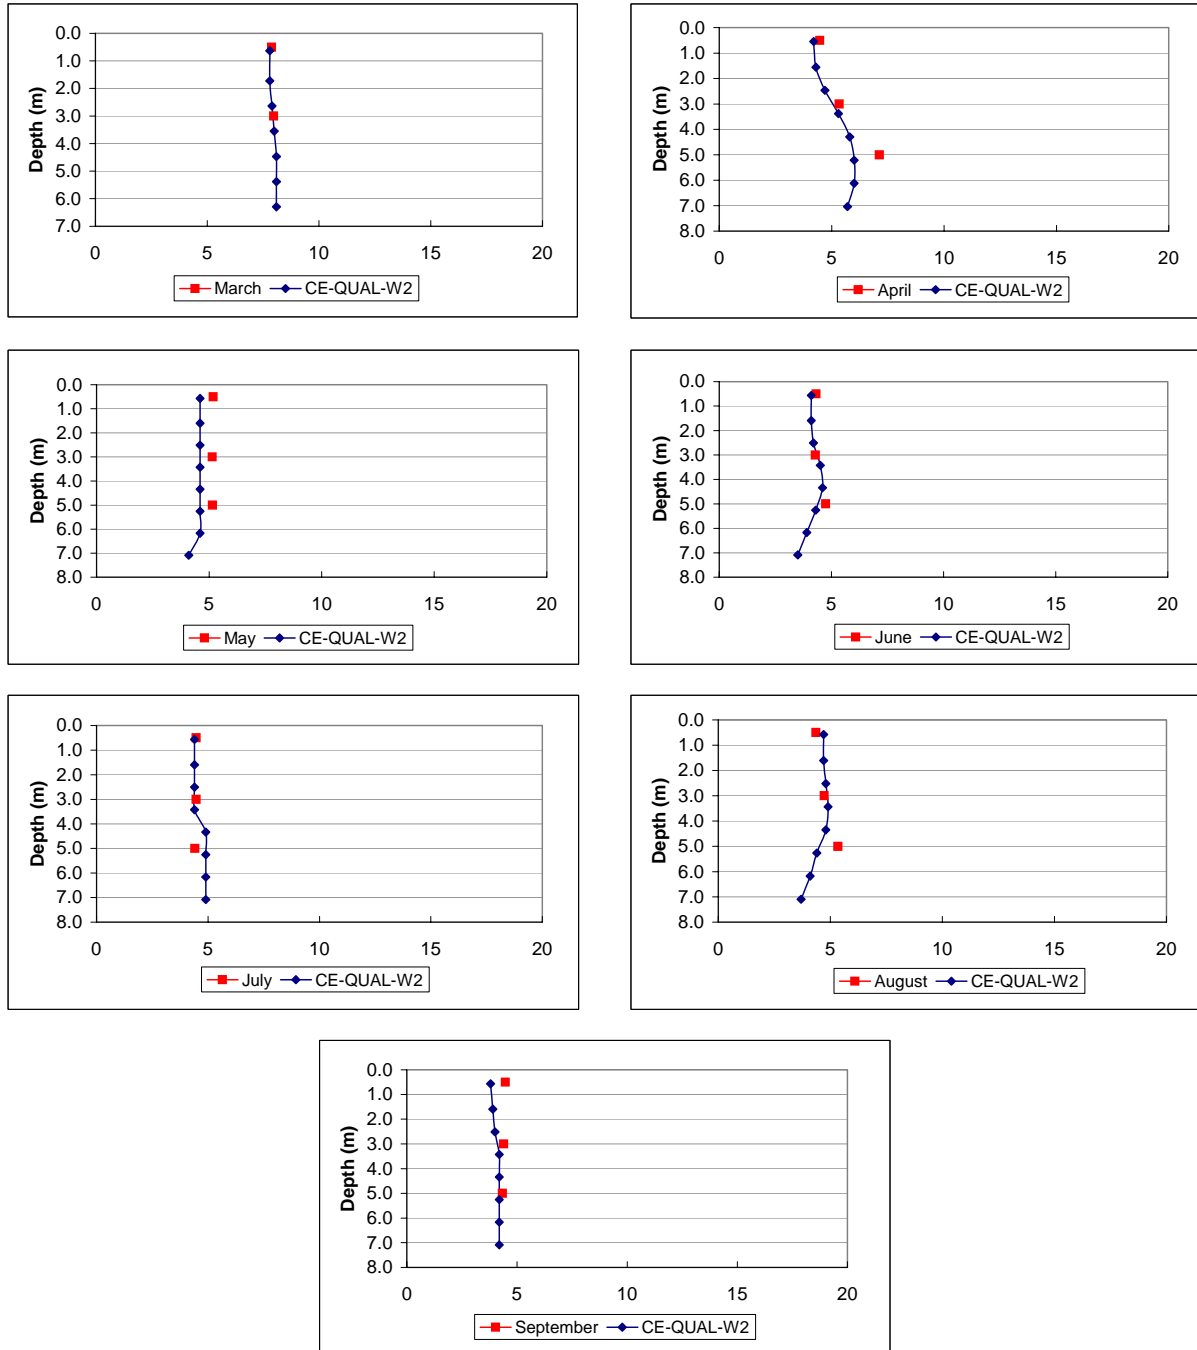 0.0
1.0
2.0
3.0
4.0
5.0
6.0
7.0
Depth (m)
0 5 10 15 20
March CE-QUAL-W2
0.0
1.0
2.0
3.0
4.0
5.0
6.0
7.0
8.0
Depth (m)
0 5 10 15 20
April CE-QUAL-W2
0.0
1.0
2.0
3.0
4.0
5.0
6.0
7.0
8.0
Depth (m)
0 5 10 15 20
May CE-QUAL-W2
0.0
1.0
2.0
3.0
4.0
5.0
6.0
7.0
8.0
Depth (m)
0 5 10 15 20
June CE-QUAL-W2
0.0
1.0
2.0
3.0
4.0
5.0
6.0
7.0
8.0
Depth (m)
0 5 10 15 20
July CE-QUAL-W2
0.0
1.0
2.0
3.0
4.0
5.0
6.0
7.0
8.0
Depth (m)
0 5 10 15 20
August CE-QUAL-W2
0.0
1.0
2.0
3.0
4.0
5.0
6.0
7.0
8.0
Depth (m)
0 5 10 15 20
September CE-QUAL-W2